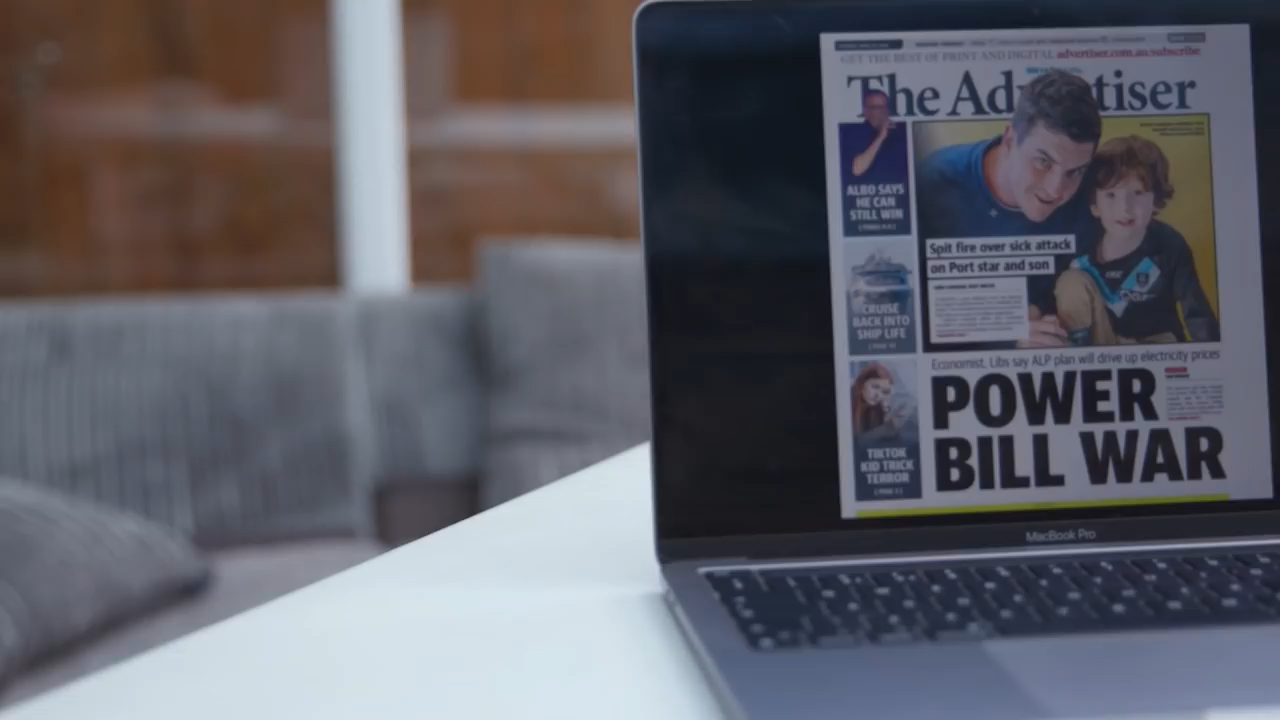 GET THE BEST OF PRINT AND DIGITAL advertiser.com.au/subscribe
The Advertiser
ALBO SAYS
HE CAN
STILL WIN
Spit fire over sick attack
on Port star and son
CRUISE
BACK INTO
SHIP LIFE
Economist, Libs say ALP plan will drive up electricity prices
POWER
BILL WAR
TIKTOK
KID TRICK
TERROR
MacBook Pro